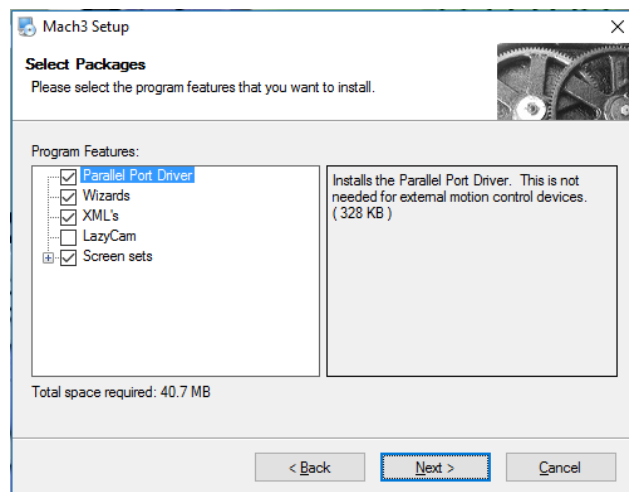 Mach3 Setup
Select Packages
Please select the program features that you want to install.
Program Features:
Parallel Port Driver
Wizards
XML's
LazyCam
Screen sets
Installs the Parallel Port Driver. This is not
needed for external motion control devices.
( 328 KB )
Total space required: 40.7 MB
< Back
Next >
Cancel